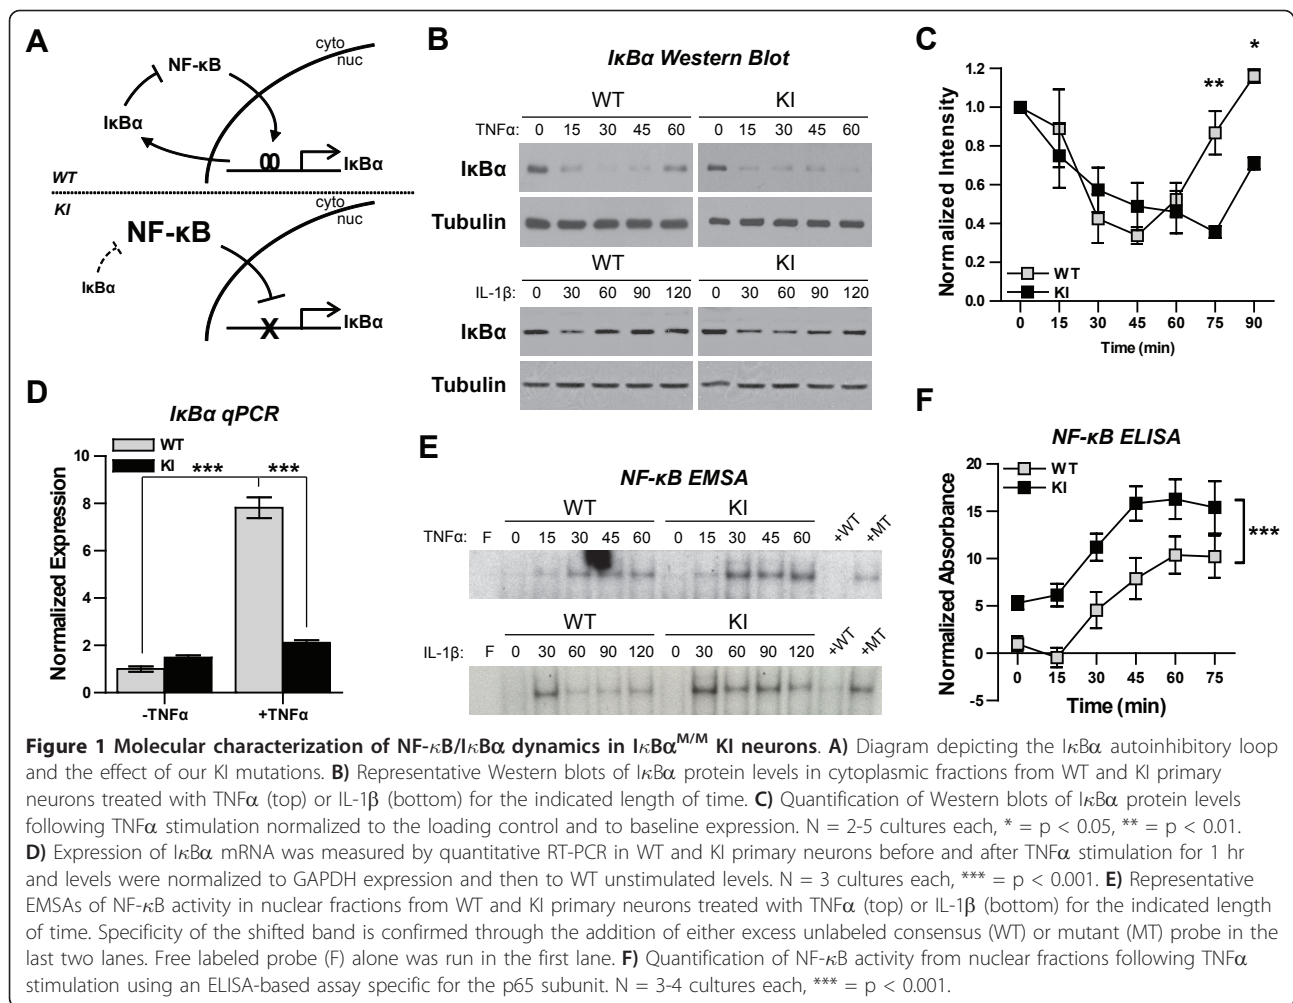 A
cyto
nuc
NF-κB
IκBα
IκBα
WT
KI
cyto
nuc
NF-κB
IκBα
X
IκBα
B
IκBα Western Blot
WT KI
TNFα: 0 15 30 45 60 0 15 30 45 60
IκBα
Tubulin
WT KI
IL-1β: 0 30 60 90 120 0 30 60 90 120
IκBα
Tubulin
C
Normalized Intensity
1.2
1.0
0.8
0.6
0.4
0.2
0.0
** *
WT
KI
0 15 30 45 60 75 90
Time (min)
D
IκBα qPCR
WT
KI
Normalized Expression
10
8
6
4
2
0
*** ***
-TNFα +TNFα
E
NF-κB EMSA
WT KI
TNFα: F 0 15 30 45 60 0 15 30 45 60 +WT +MT
WT KI
IL-1β: F 0 30 60 90 120 0 30 60 90 120 +WT +MT
F
NF-κB ELISA
Normalized Absorbance
20
15
10
5
0
-5
WT
KI
***
0 15 30 45 60 75
Time (min)
Figure 1 Molecular characterization of NF-κB/IκBα dynamics in IκBα^M/M KI neurons. A) Diagram depicting the IκBα autoinhibitory loop
and the effect of our KI mutations. B) Representative Western blots of IκBα protein levels in cytoplasmic fractions from WT and KI primary
neurons treated with TNFα (top) or IL-1β (bottom) for the indicated length of time. C) Quantification of Western blots of IκBα protein levels
following TNFα stimulation normalized to the loading control and to baseline expression. N = 2-5 cultures each, * = p < 0.05, ** = p < 0.01.
D) Expression of IκBα mRNA was measured by quantitative RT-PCR in WT and KI primary neurons before and after TNFα stimulation for 1 hr
and levels were normalized to GAPDH expression and then to WT unstimulated levels. N = 3 cultures each, *** = p < 0.001. E) Representative
EMSAs of NF-κB activity in nuclear fractions from WT and KI primary neurons treated with TNFα (top) or IL-1β (bottom) for the indicated length
of time. Specificity of the shifted band is confirmed through the addition of either excess unlabeled consensus (WT) or mutant (MT) probe in the
last two lanes. Free labeled probe (F) alone was run in the first lane. F) Quantification of NF-κB activity from nuclear fractions following TNFα
stimulation using an ELISA-based assay specific for the p65 subunit. N = 3-4 cultures each, *** = p < 0.001.